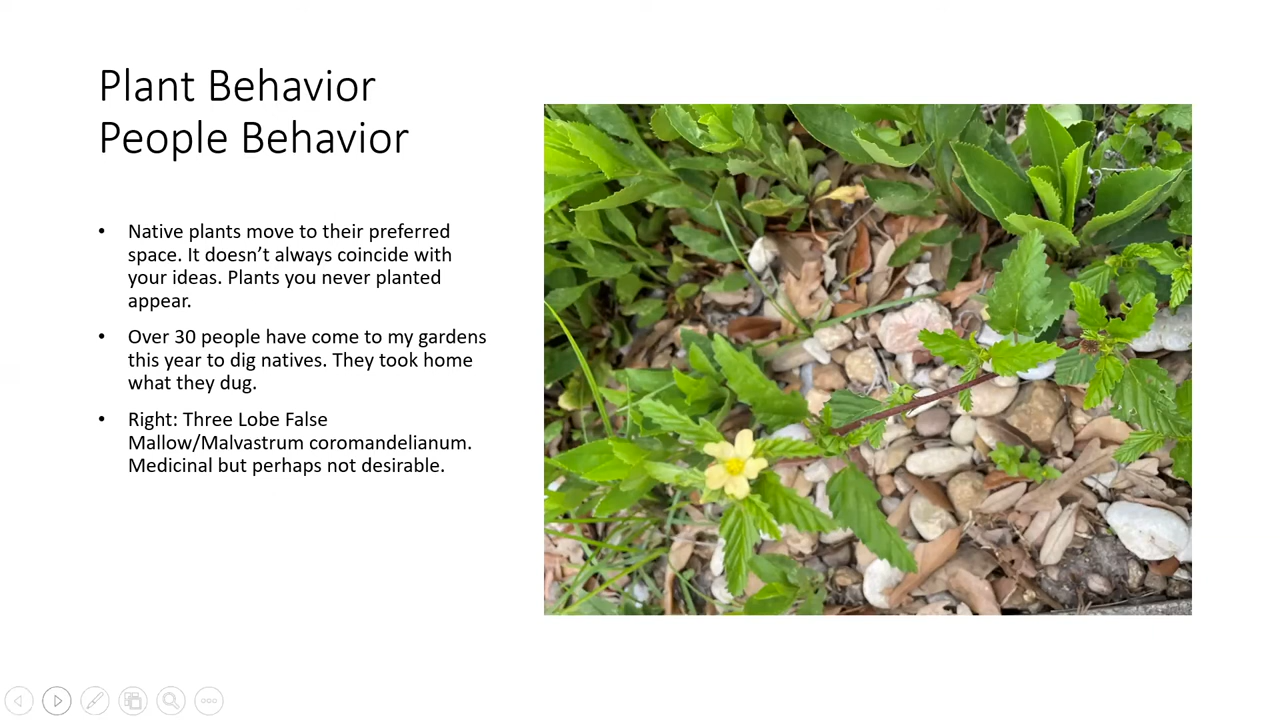 Plant Behavior
People Behavior
• Native plants move to their preferred
space. It doesn’t always coincide with
your ideas. Plants you never planted
appear.
• Over 30 people have come to my gardens
this year to dig natives. They took home
what they dug.
• Right: Three Lobe False
Mallow/Malvastrum coromandelianum.
Medicinal but perhaps not desirable.